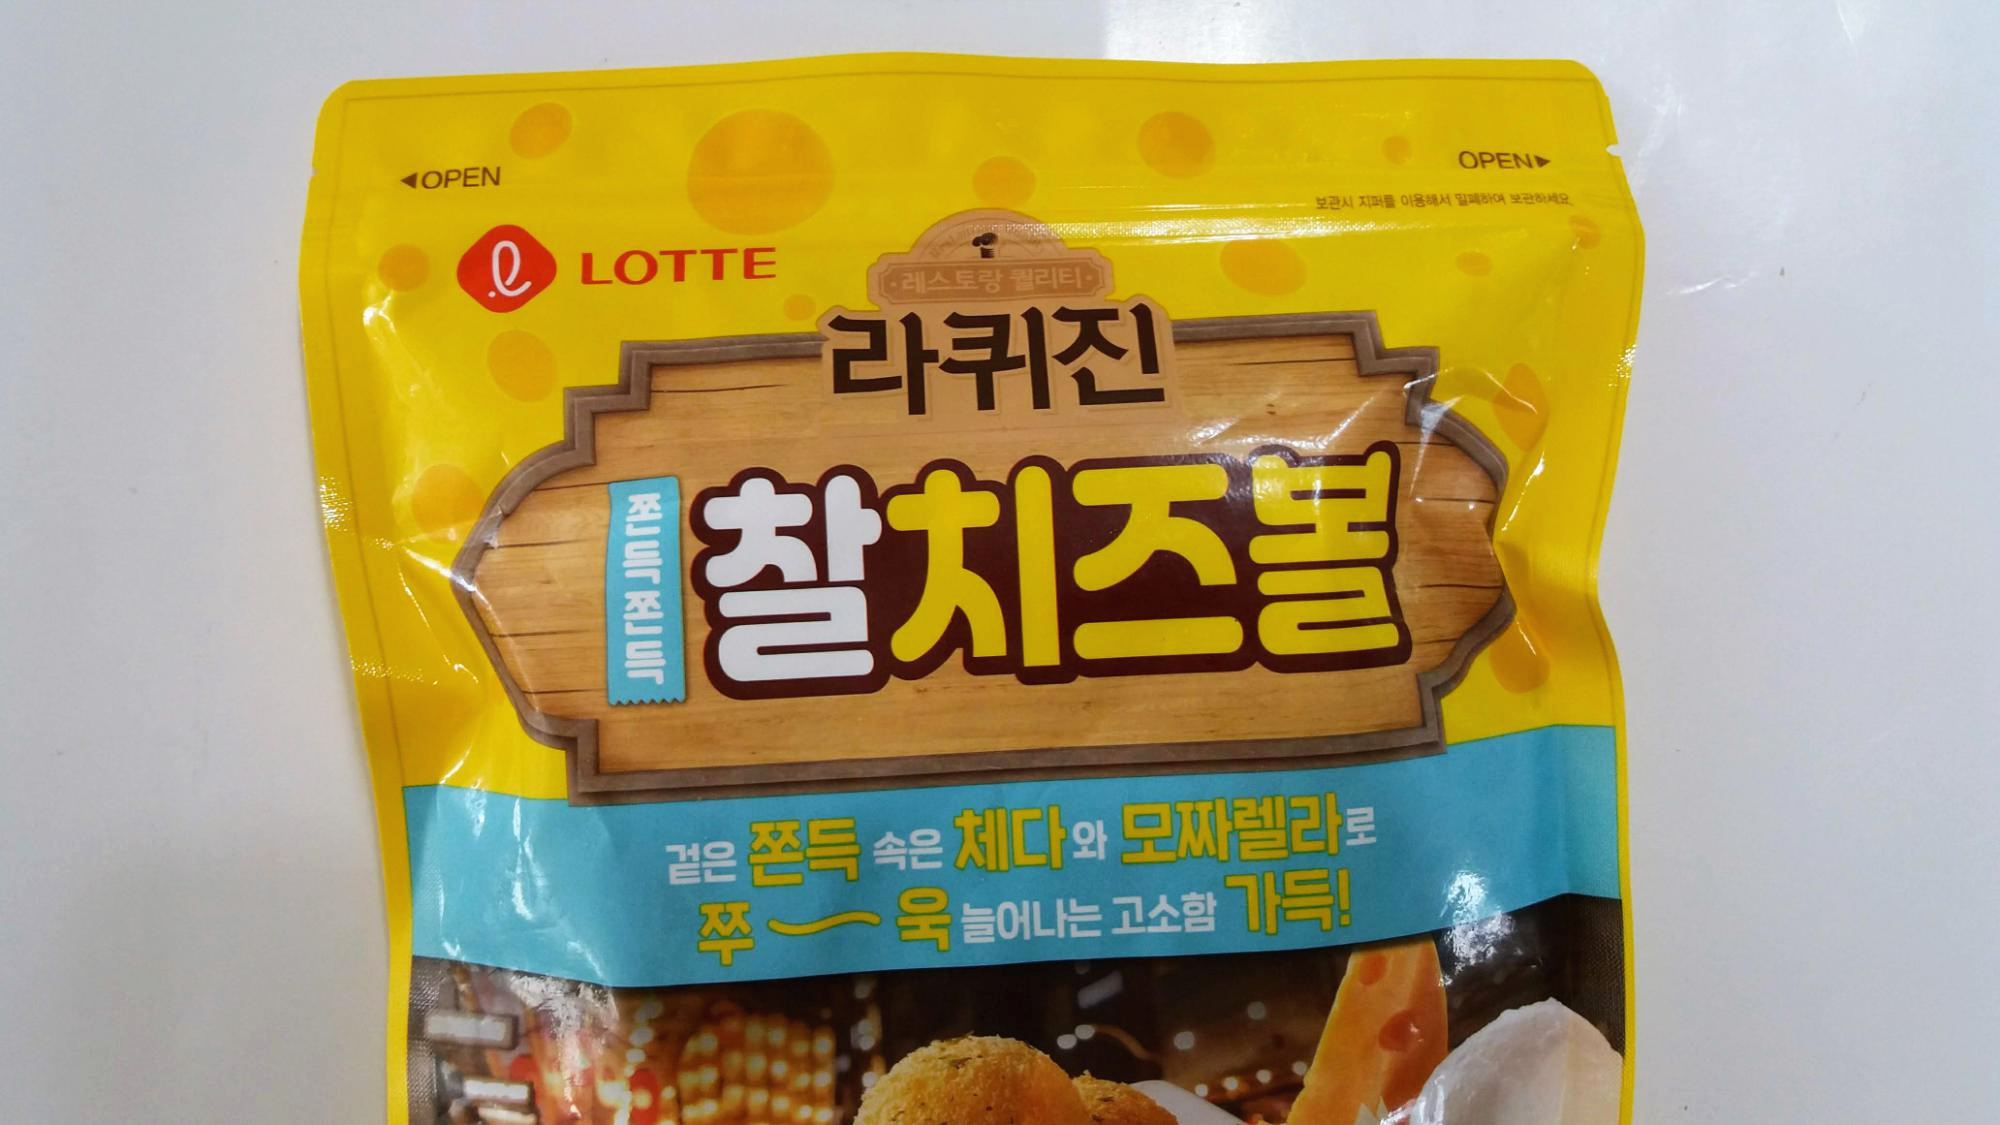 ◀OPEN
OPEN▶
보관시 지퍼를 이용해서 밀폐하여 보관하세요.
LOTTE
레스토랑 퀄리티
라퀴진
쫀득쫀득
찰치즈볼
겉은 쫀득 속은 체다와 모짜렐라로
쭈~욱 늘어나는 고소함 가득!